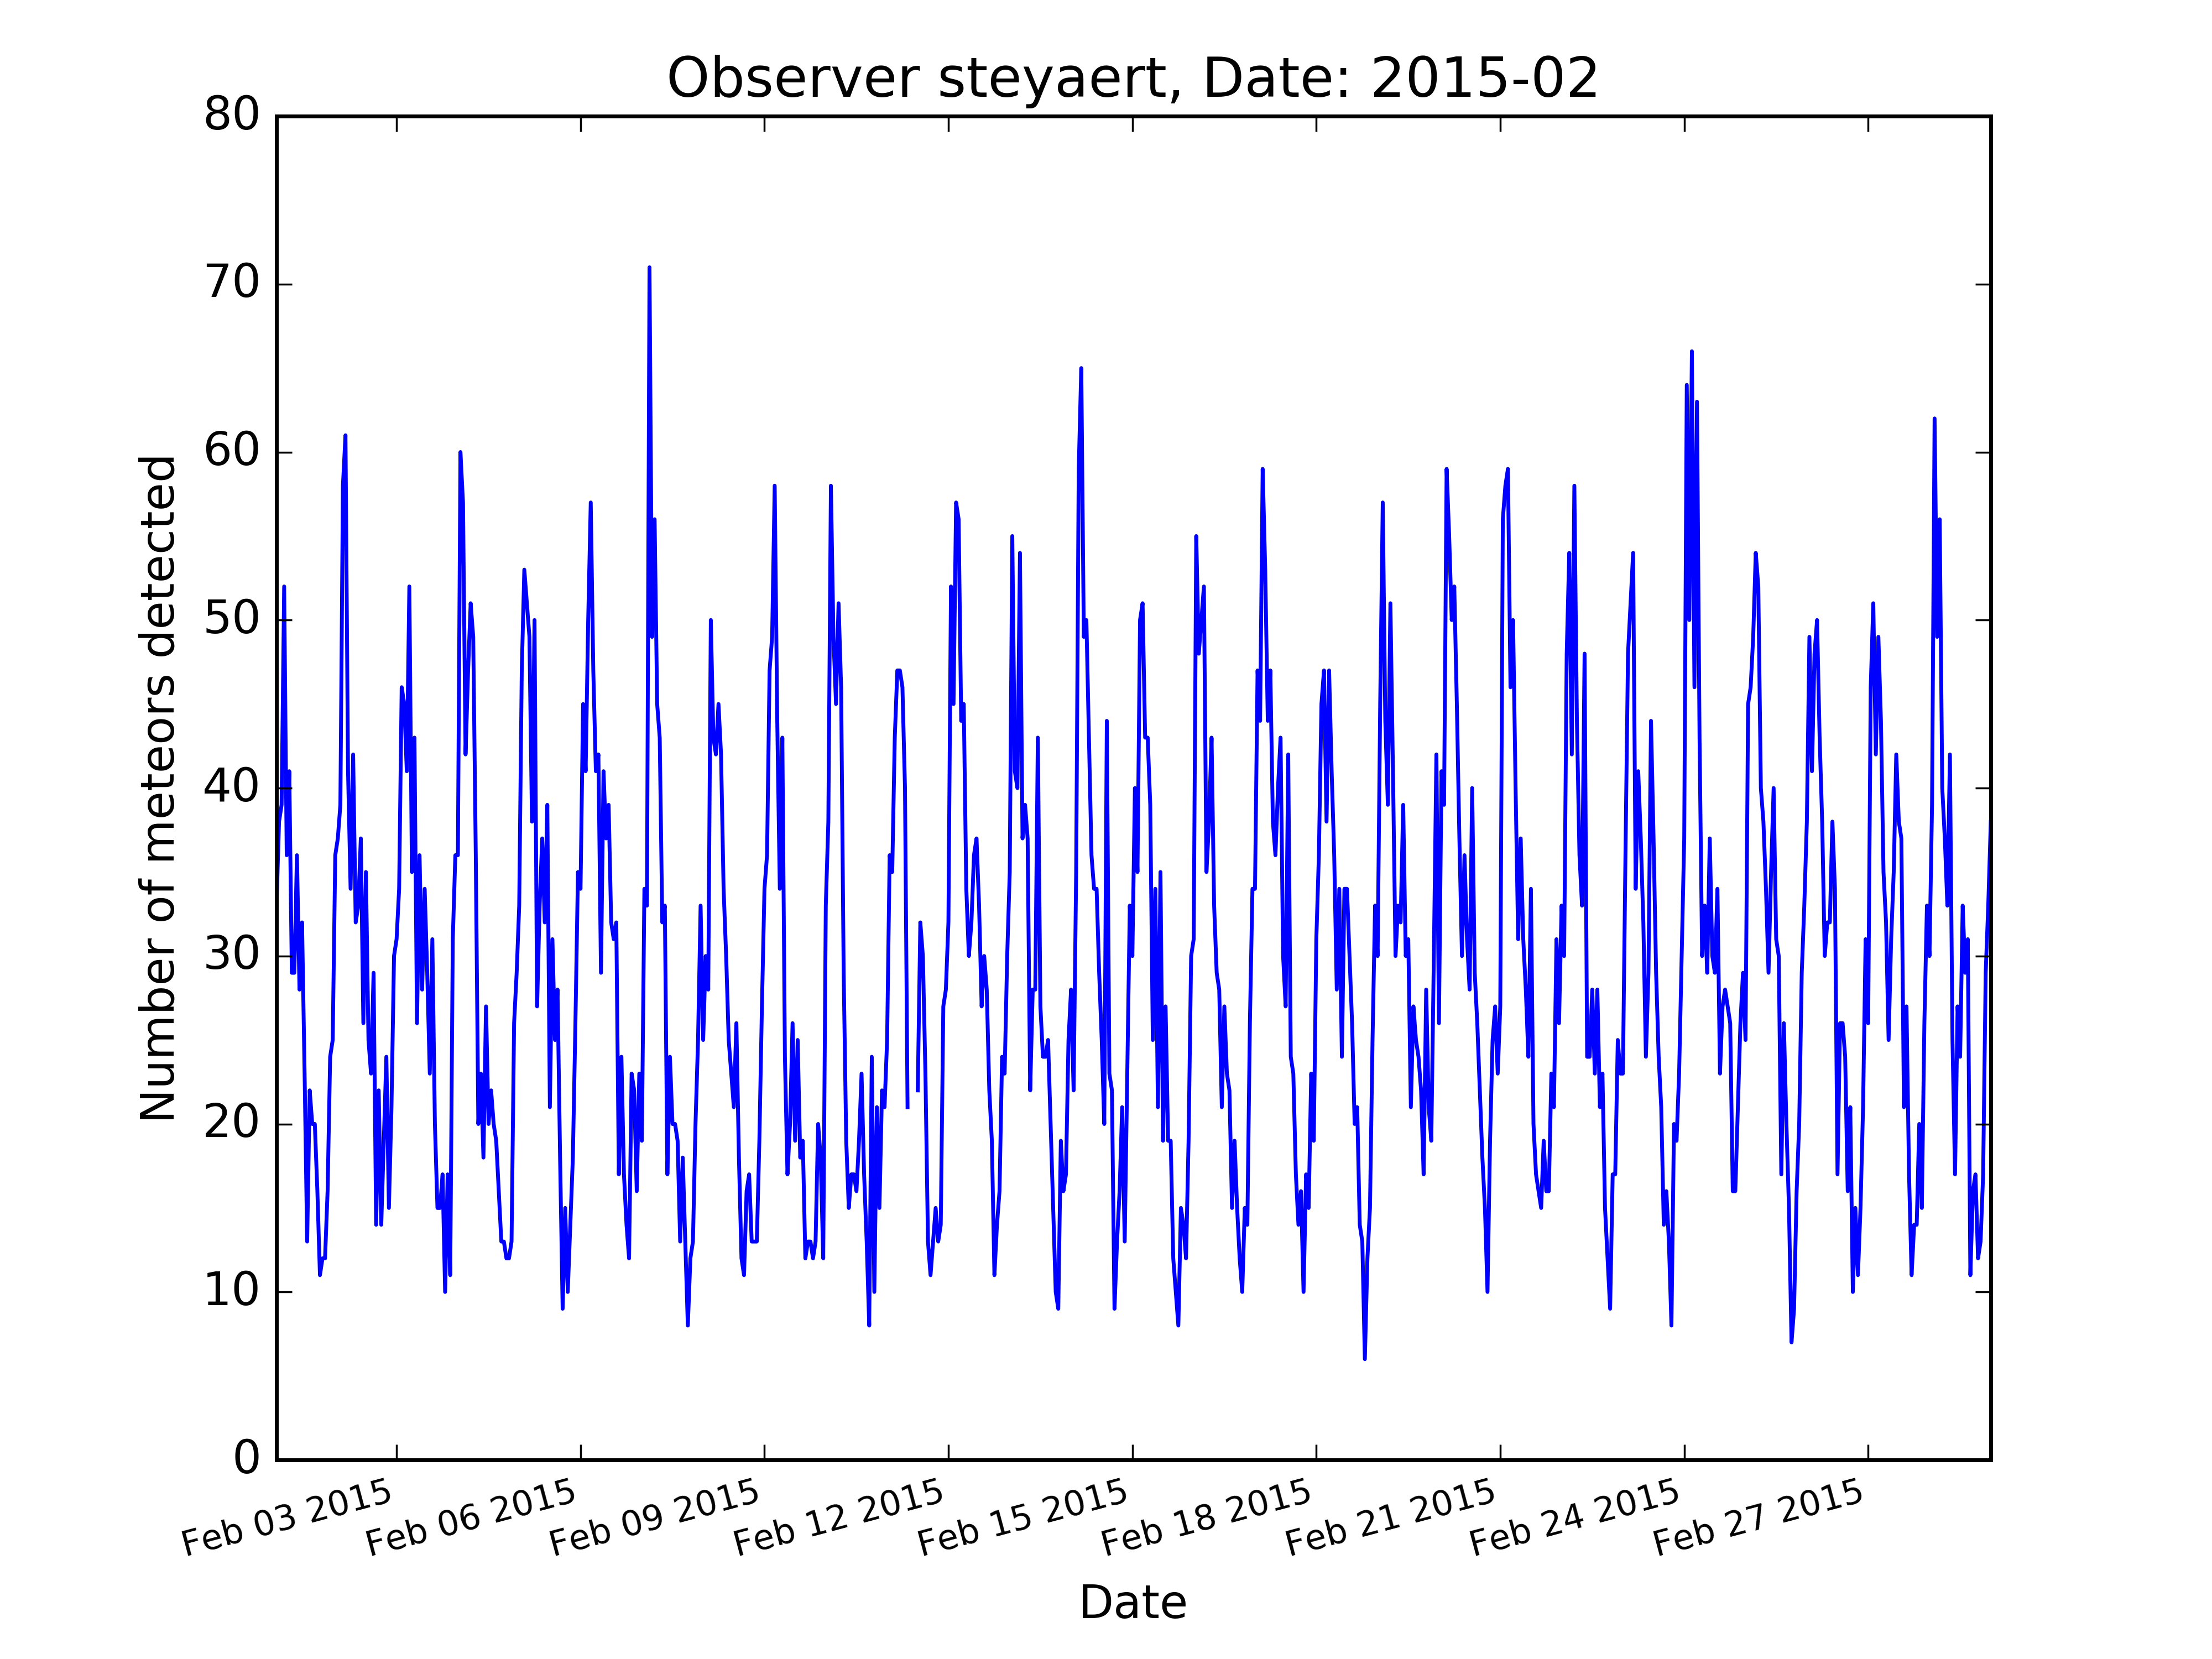 Observer steyaert, Date: 2015-02
80
70
60
50
40
30
20
10
0
Number of meteors detected
Feb 03 2015
Feb 06 2015
Feb 09 2015
Feb 12 2015
Feb 15 2015
Feb 18 2015
Feb 21 2015
Feb 24 2015
Feb 27 2015
Date